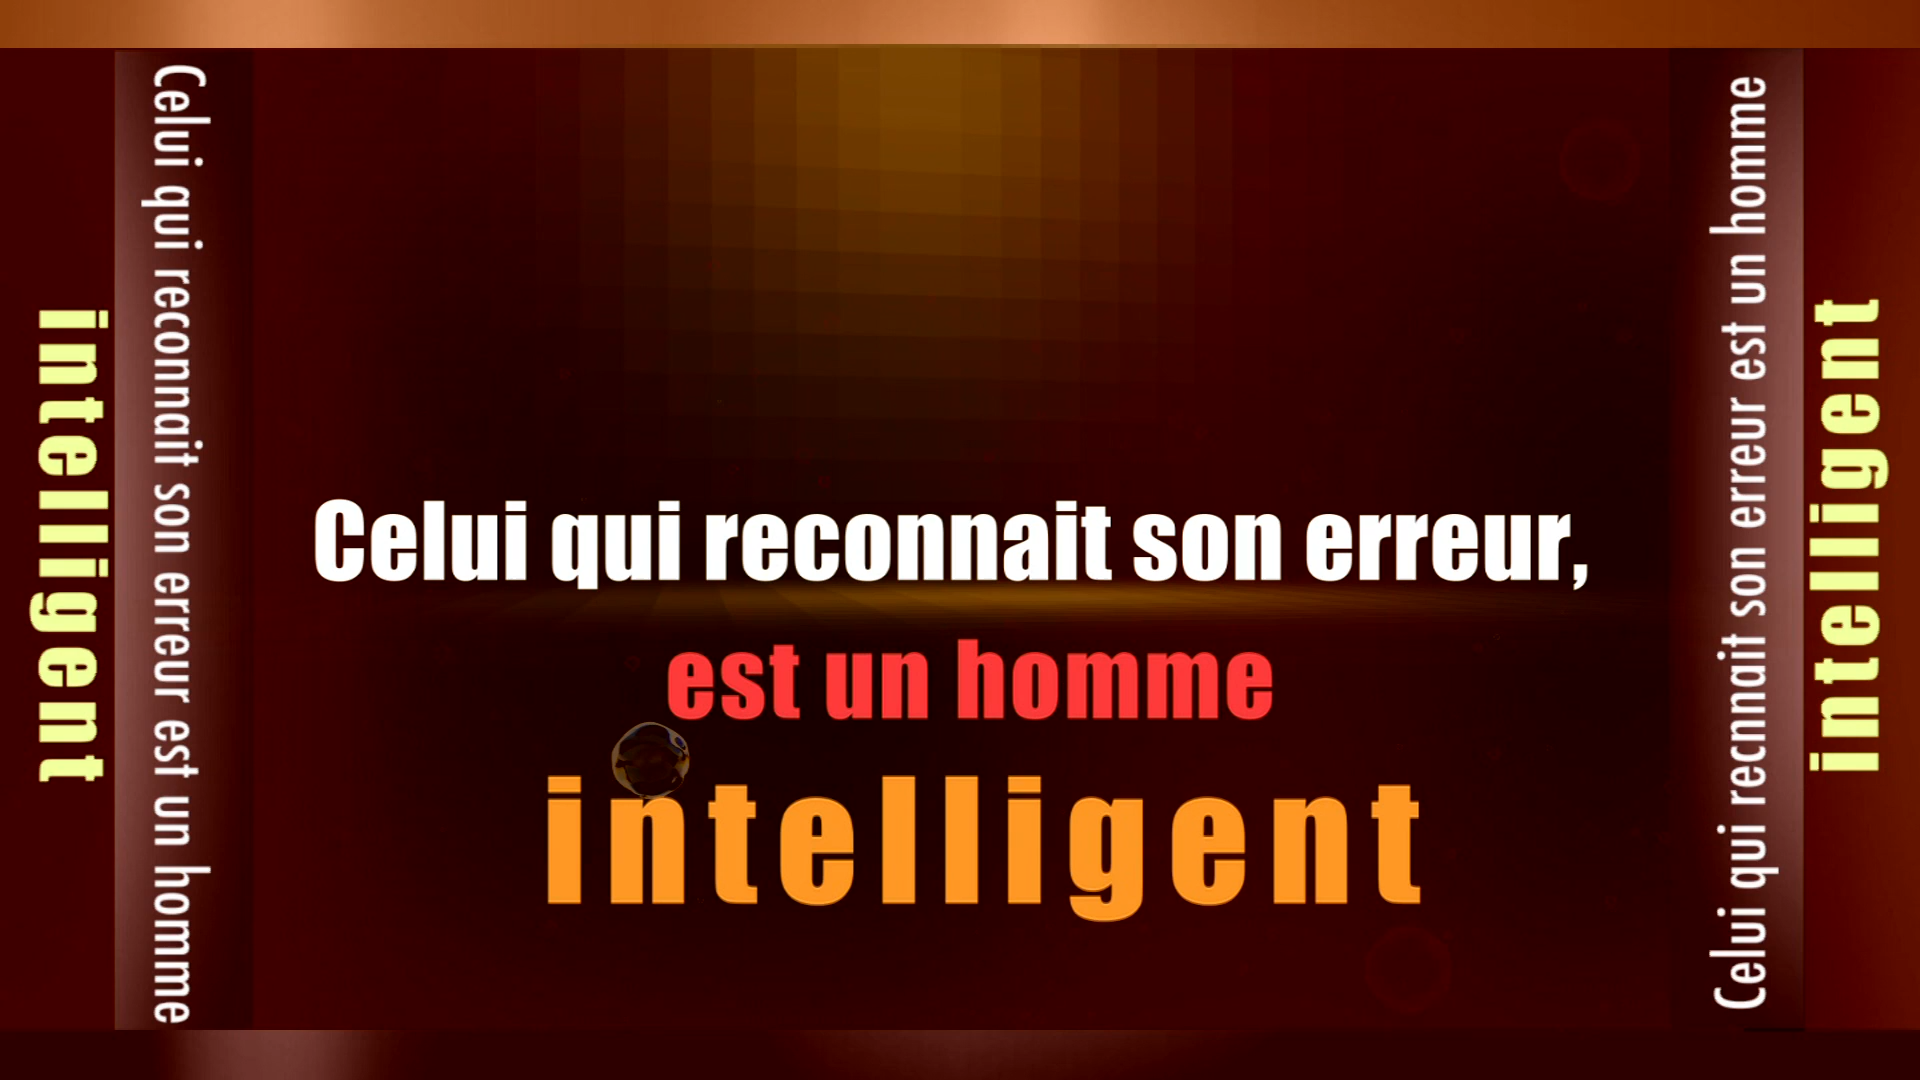 intelligent
Celui qui reconnait son erreur est un homme
Celui qui reconnait son erreur,
est un homme
intelligent
Celui qui recnnait son erreur est un homme
intelligent